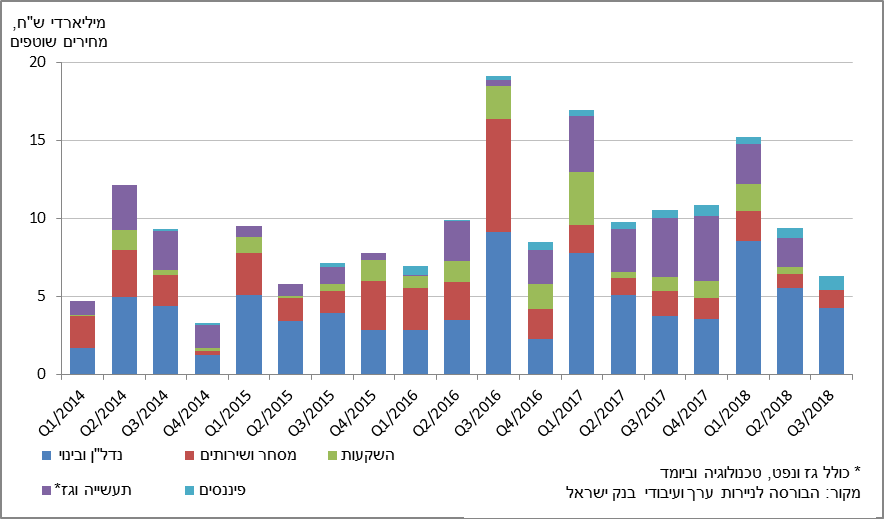 מיליארדי ש"ח,
מחירים שוטפים
20
15
10
5
0
Q1/2014
Q2/2014
Q3/2014
Q4/2014
Q1/2015
Q2/2015
Q3/2015
Q4/2015
Q1/2016
Q2/2016
Q3/2016
Q4/2016
Q1/2017
Q2/2017
Q3/2017
Q4/2017
Q1/2018
Q2/2018
Q3/2018
נדל"ן ובינוי
מסחר ושירותים
השקעות
תעשייה וגז*
פיננסים
* כולל גז ונפט, טכנולוגיה וביומד
מקור: הבורסה לניירות ערך ועיבודי בנק ישראל